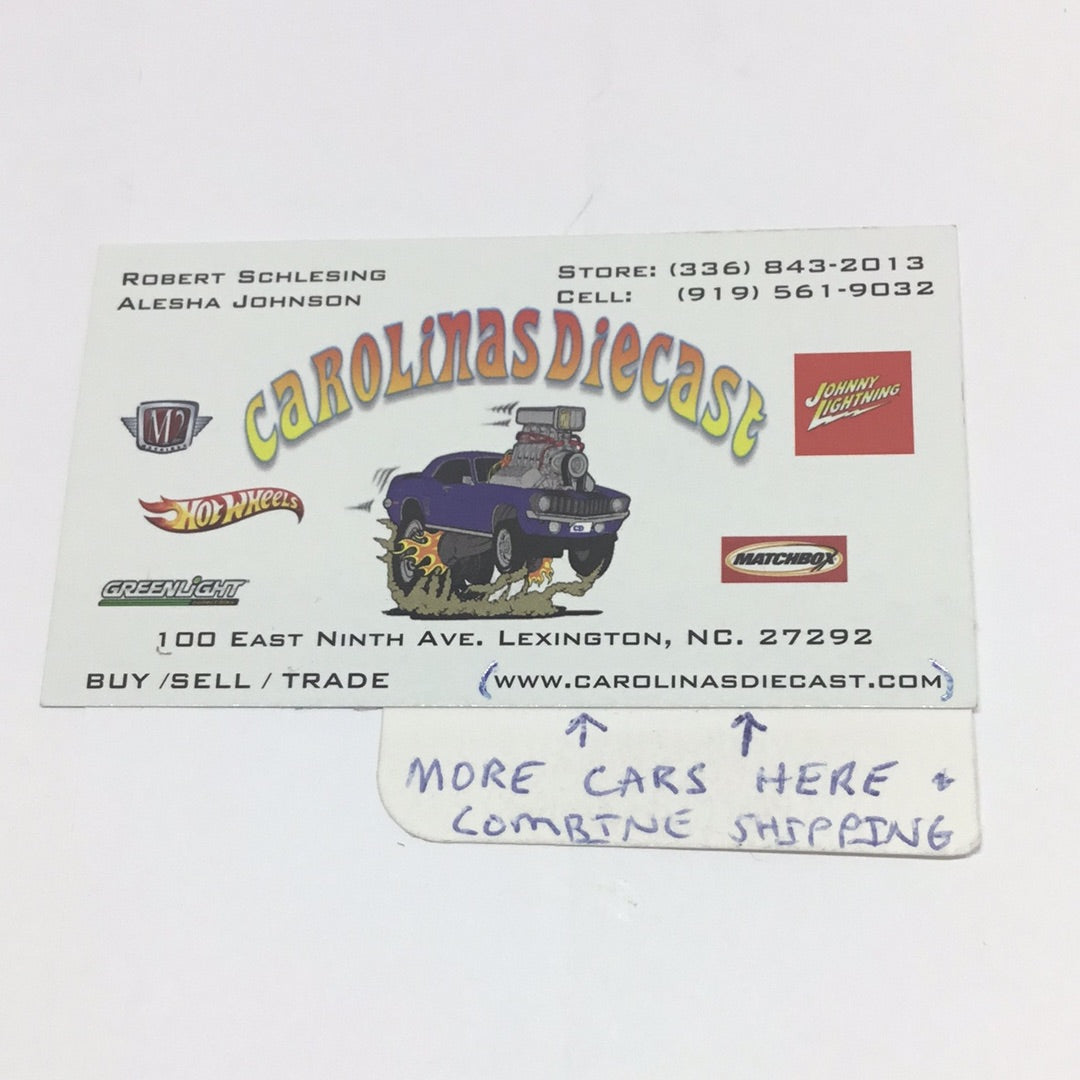 ROBERT SCHLESING
ALESHA JOHNSON
STORE: (336) 843-2013
CELL: (919) 561-9032
CAROLINAS DIECAST
M2
JOHNNY
LIGHTNING
HOT WHEELS
CD
MATCHBOX
GREENLIGHT
100 EAST NINTH AVE. LEXINGTON, NC. 27292
BUY /SELL / TRADE
(WWW.CAROLINASDIECAST.COM)
MORE CARS HERE +
COMBINE SHIPPING